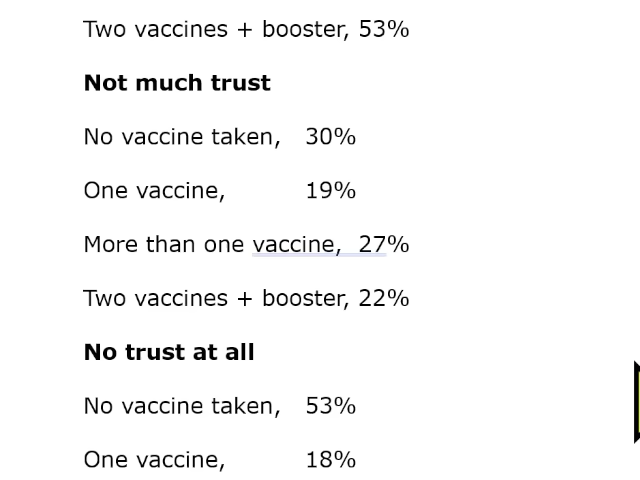 Two vaccines + booster, 53%
Not much trust
No vaccine taken, 30%
One vaccine, 19%
More than one vaccine, 27%
Two vaccines + booster, 22%
No trust at all
No vaccine taken, 53%
One vaccine, 18%